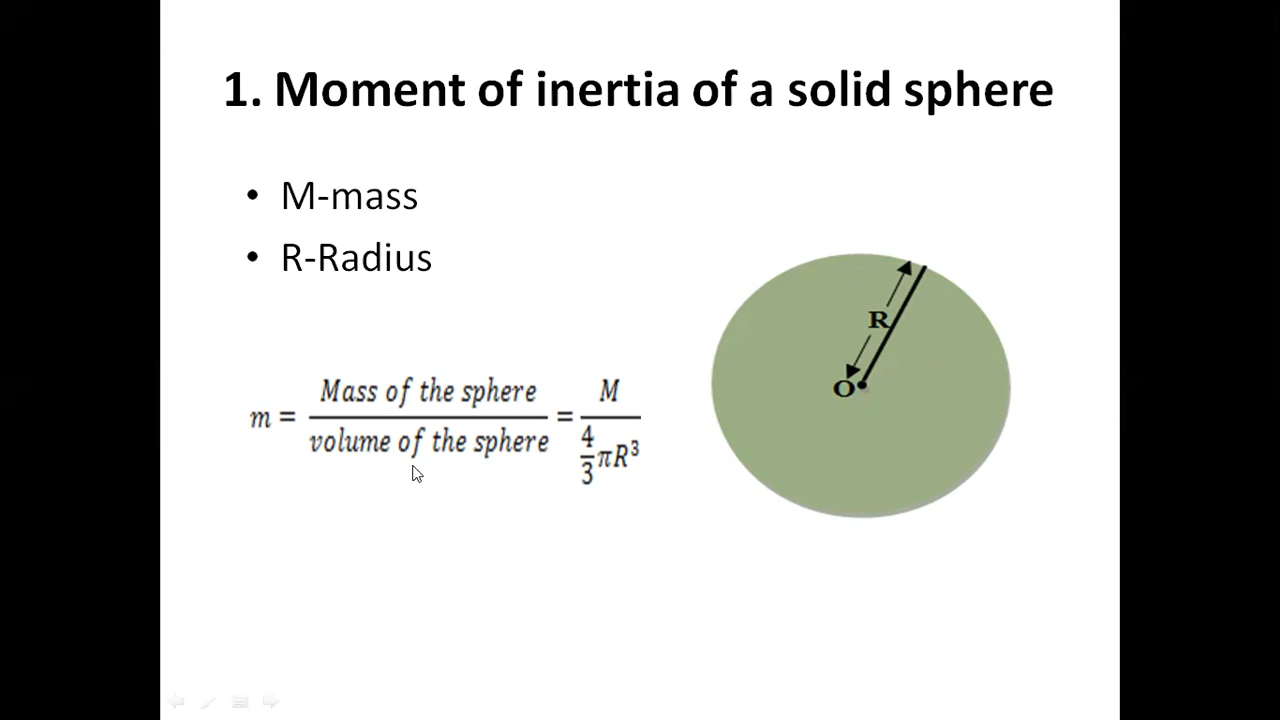 1. Moment of inertia of a solid sphere
• M-mass
• R-Radius
m = Mass of the sphere / volume of the sphere = M / 4/3 πR³
R
O